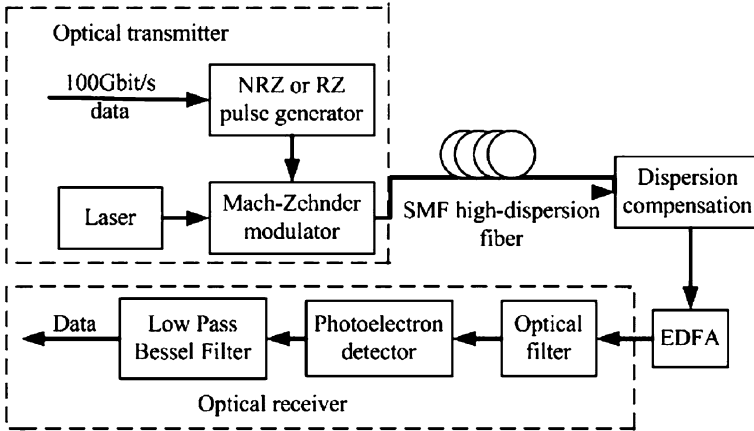 Optical transmitter
100Gbit/s
data
NRZ or RZ
pulse generator
Laser
Mach-Zehnder
modulator
SMF high-dispersion
fiber
Dispersion
compensation
EDFA
Optical
filter
Photoelectron
detector
Low Pass
Bessel Filter
Data
Optical receiver